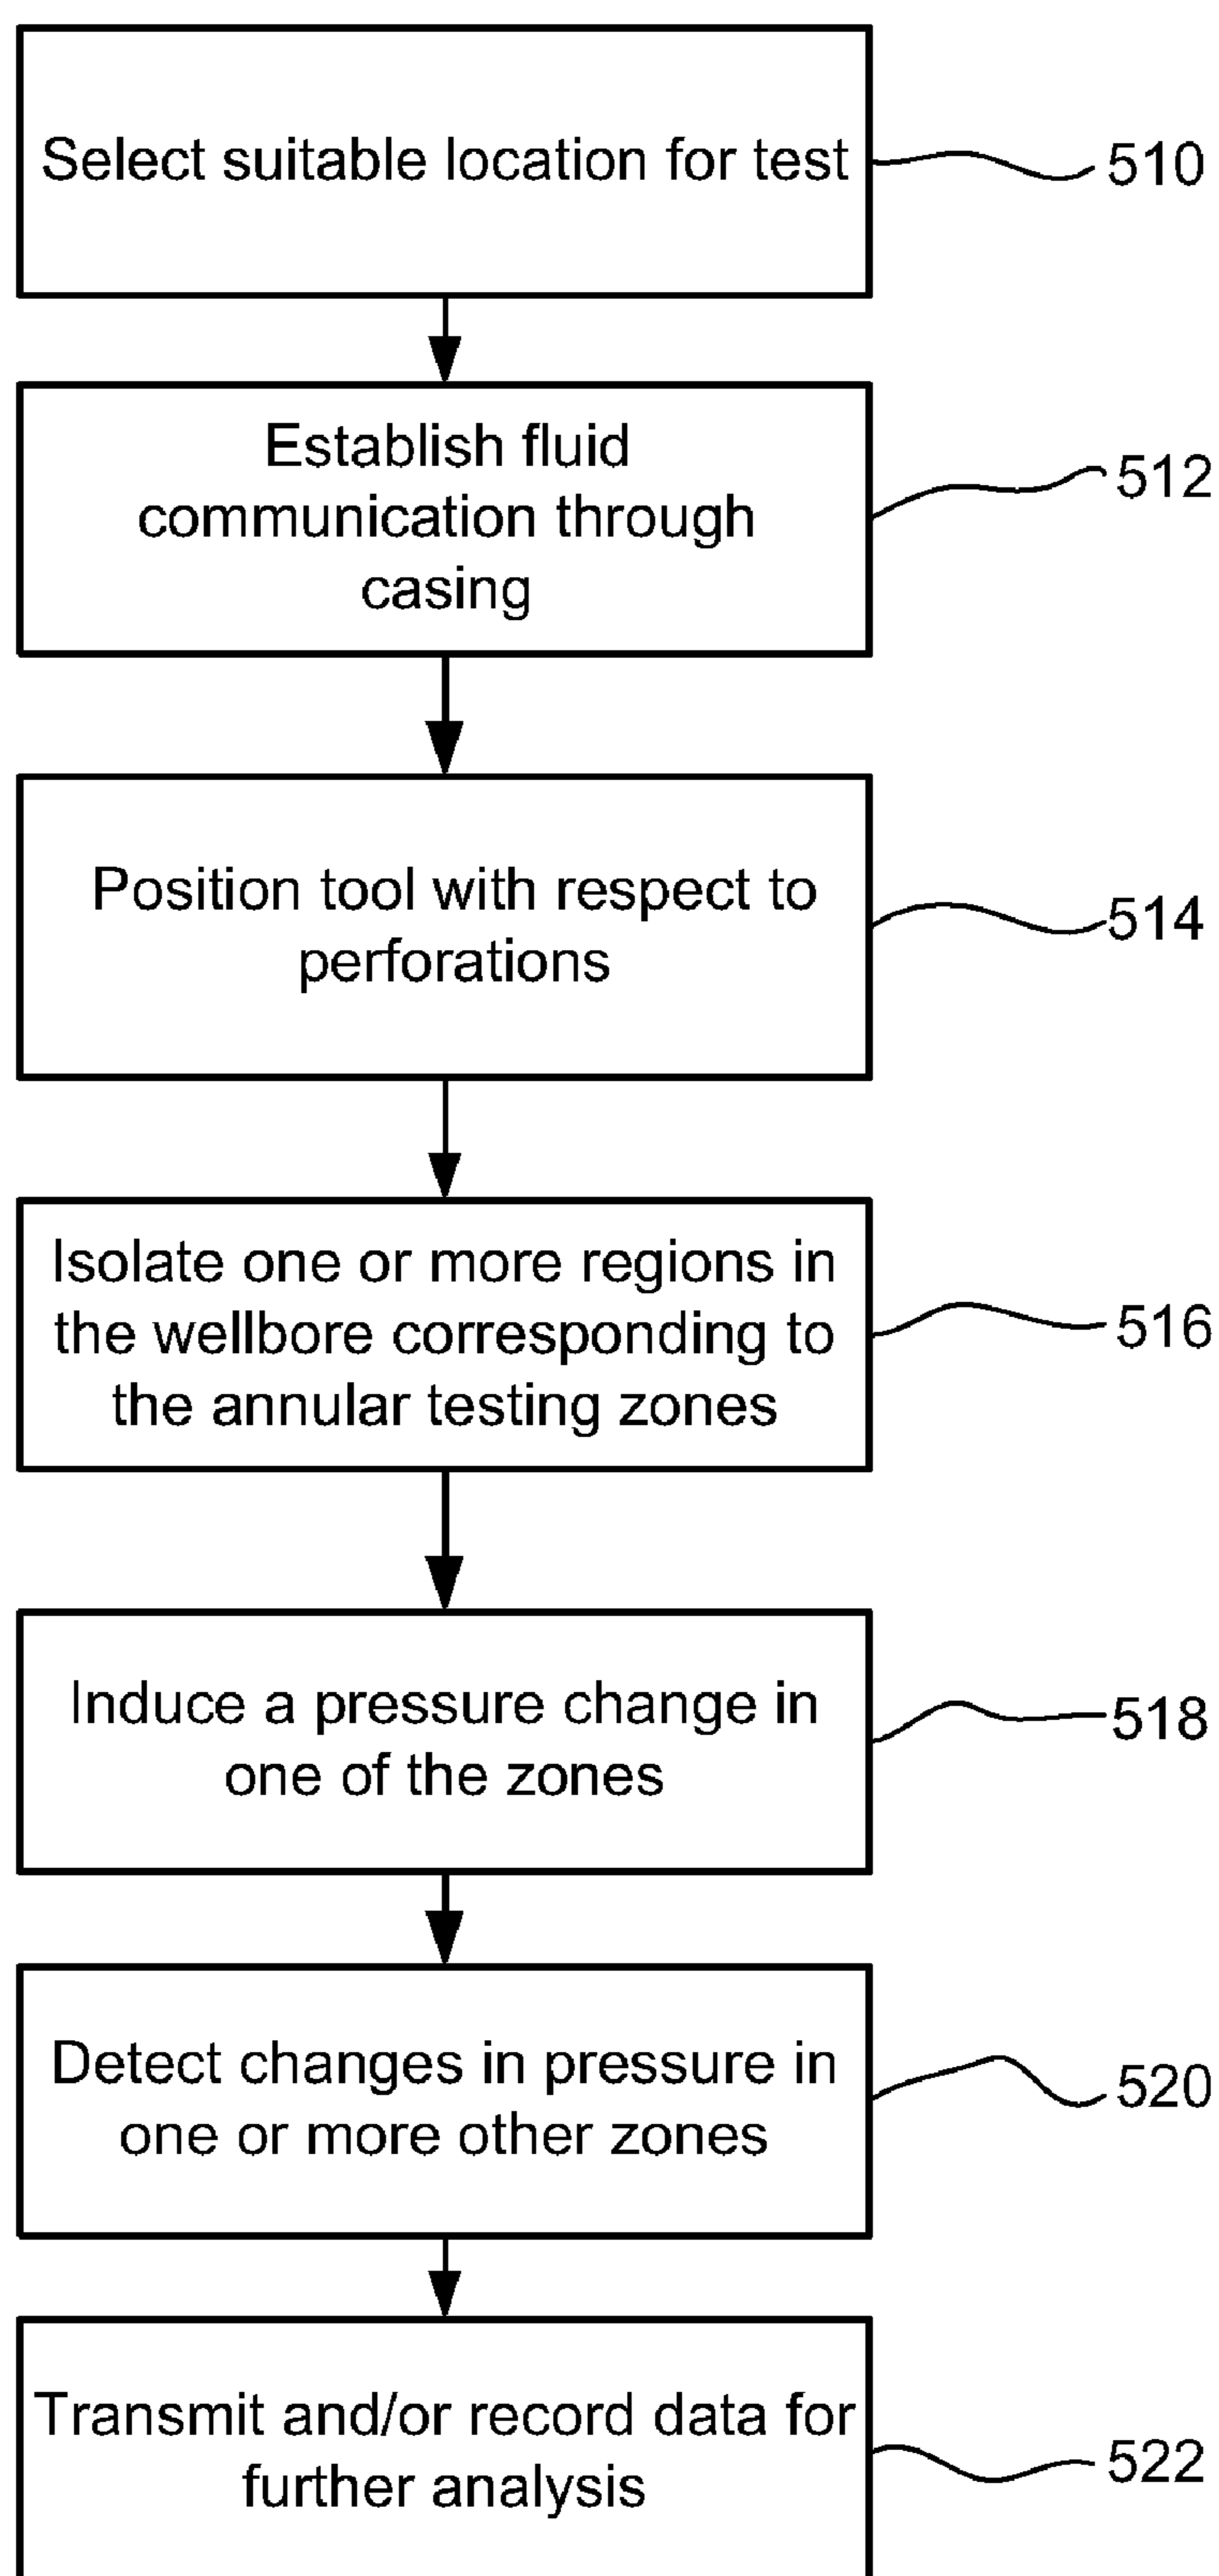 Select suitable location for test
510
Establish fluid
communication through
casing
512
Position tool with respect to
perforations
514
Isolate one or more regions in
the wellbore corresponding to
the annular testing zones
516
Induce a pressure change in
one of the zones
518
Detect changes in pressure in
one or more other zones
520
Transmit and/or record data for
further analysis
522